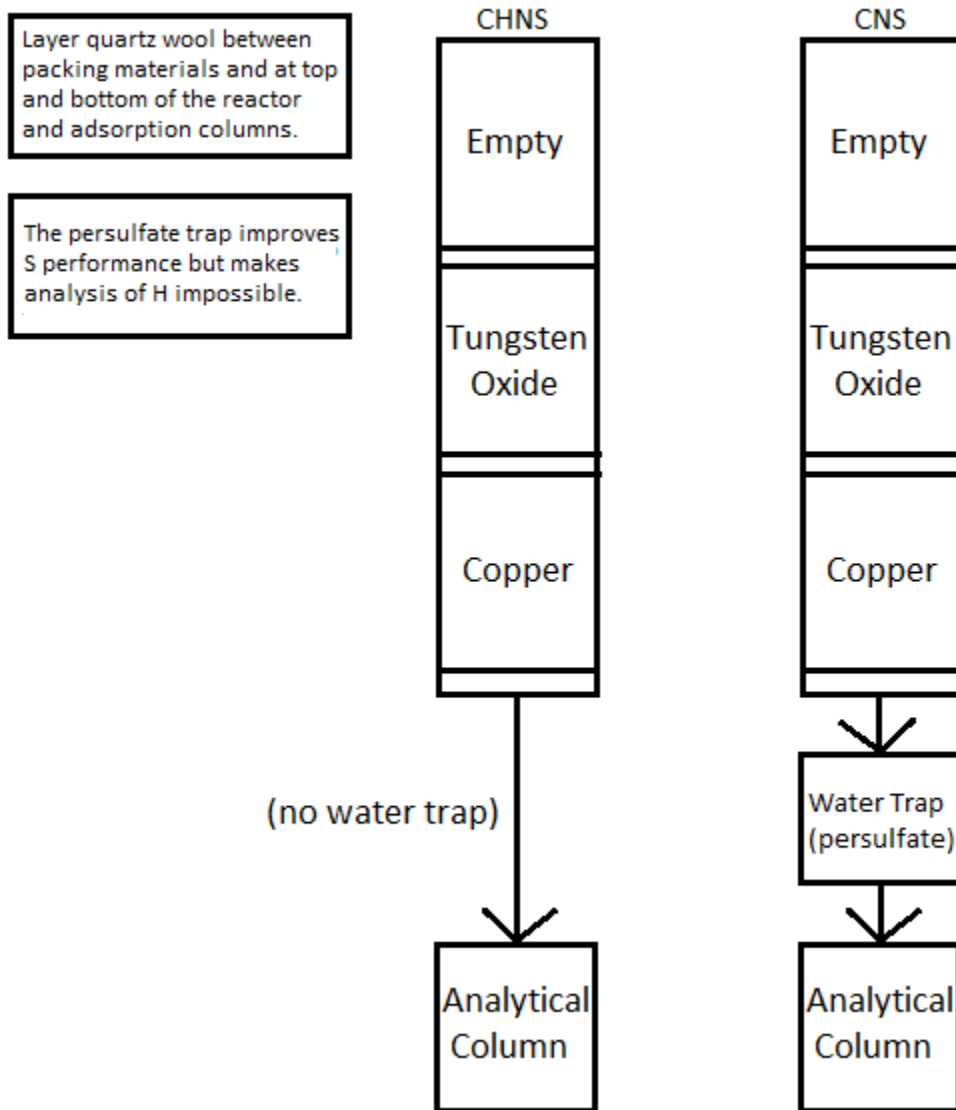 Layer quartz wool between
packing materials and at top
and bottom of the reactor
and adsorption columns.
The persulfate trap improves
S performance but makes
analysis of H impossible.
CHNS
Empty
Tungsten
Oxide
Copper
(no water trap)
Analytical
Column
CNS
Empty
Tungsten
Oxide
Copper
Water Trap
(persulfate)
Analytical
Column